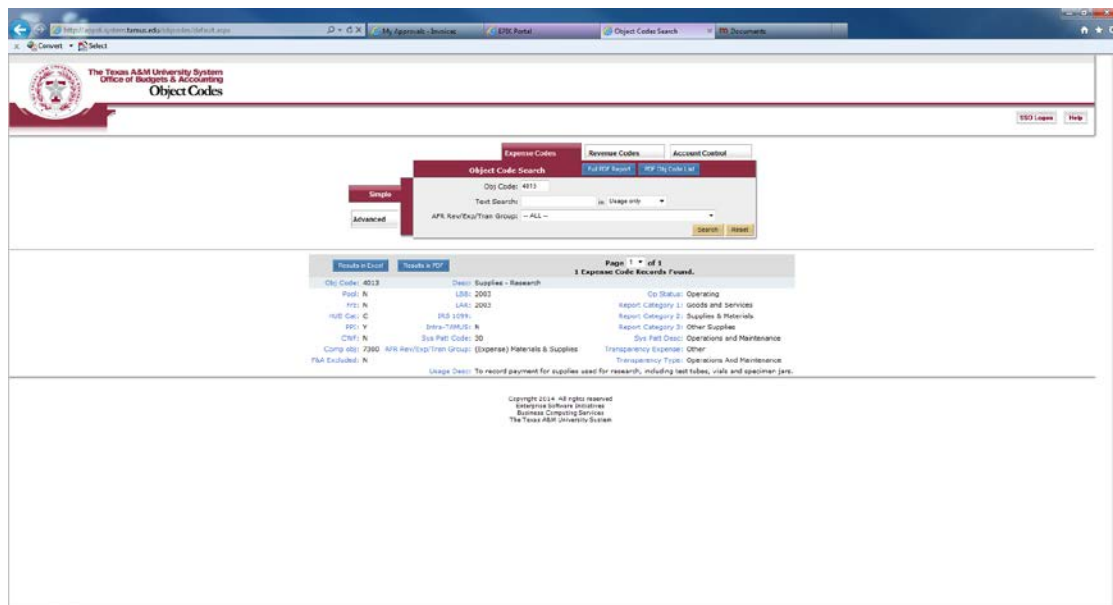 My Approvals - Invoices
EPIC Portal
Object Codes Search
Documents
Convert
Select
The Texas A&M University System
Office of Budgets & Accounting
Object Codes
SSO Logon Help
Expense Codes Revenue Codes Account Control
Object Code Search Full PDF Report PDF Obj Code List
Simple
Obj Code: 4013
Text Search: in Usage only
Advanced
AFR Rev/Exp/Tran Group: -- ALL --
Search Reset
Results in Excel Results in PDF Page 1 of 1
1 Expense Code Records Found.
Obj Code: 4013 Desc: Supplies - Research
Pool: N LBB: 2003 Op Status: Operating
LAR: 2003 Report Category 1: Goods and Services
HUB Cat: C IRS 1099: Report Category 2: Supplies & Materials
Y Intra-TAMUS: N Report Category 3: Other Supplies
N Sys Patt Code: 30 Sys Patt Desc: Operations and Maintenance
Comp obj: 7300 AFR Rev/Exp/Tran Group: (Expense) Materials & Supplies Transparency Expense: Other
F&A Excluded: N Transparency Type: Operations And Maintenance
Usage Desc: To record payment for supplies used for research, including test tubes, vials and specimen jars.
Copyright 2014 All rights reserved
Enterprise Software Initiatives
Business Computing Services
The Texas A&M University System